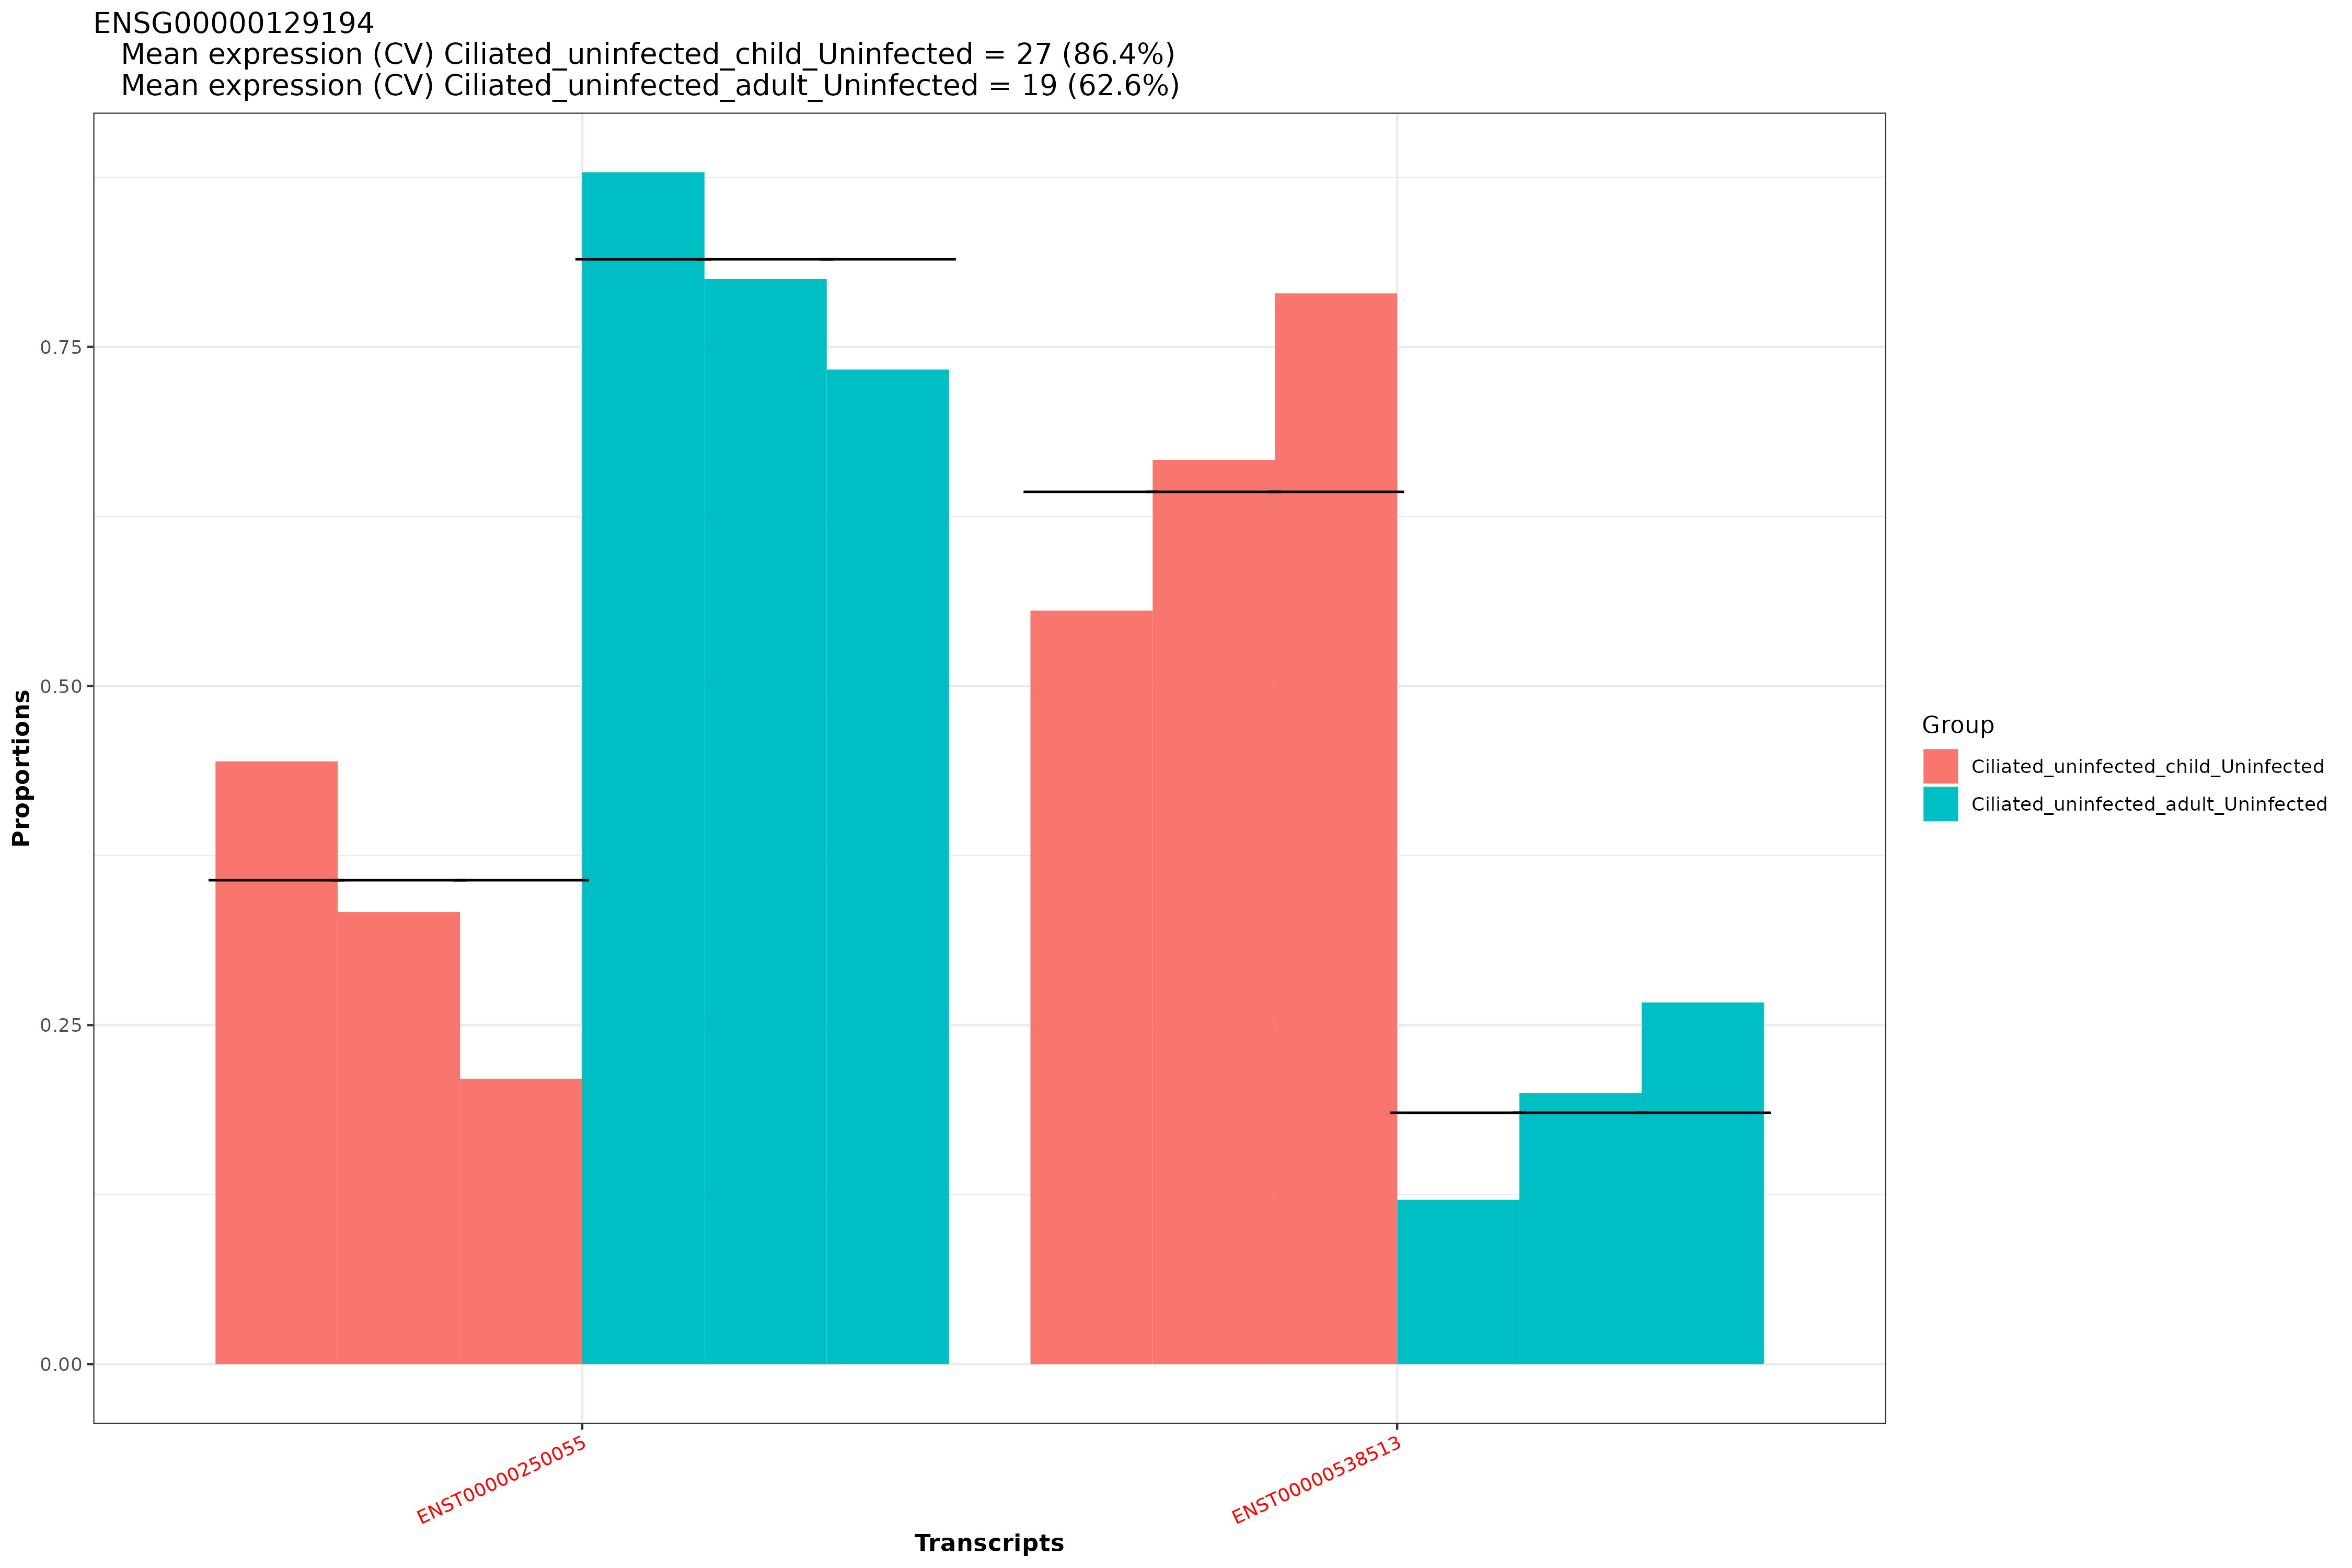 ENSG00000129194
Mean expression (CV) Ciliated_uninfected_child_Uninfected = 27 (86.4%)
Mean expression (CV) Ciliated_uninfected_adult_Uninfected = 19 (62.6%)
0.75
0.50
0.25
0.00
Proportions
ENST0000250055
ENST00000538513
Transcripts
Group
Ciliated_uninfected_child_Uninfected
Ciliated_uninfected_adult_Uninfected